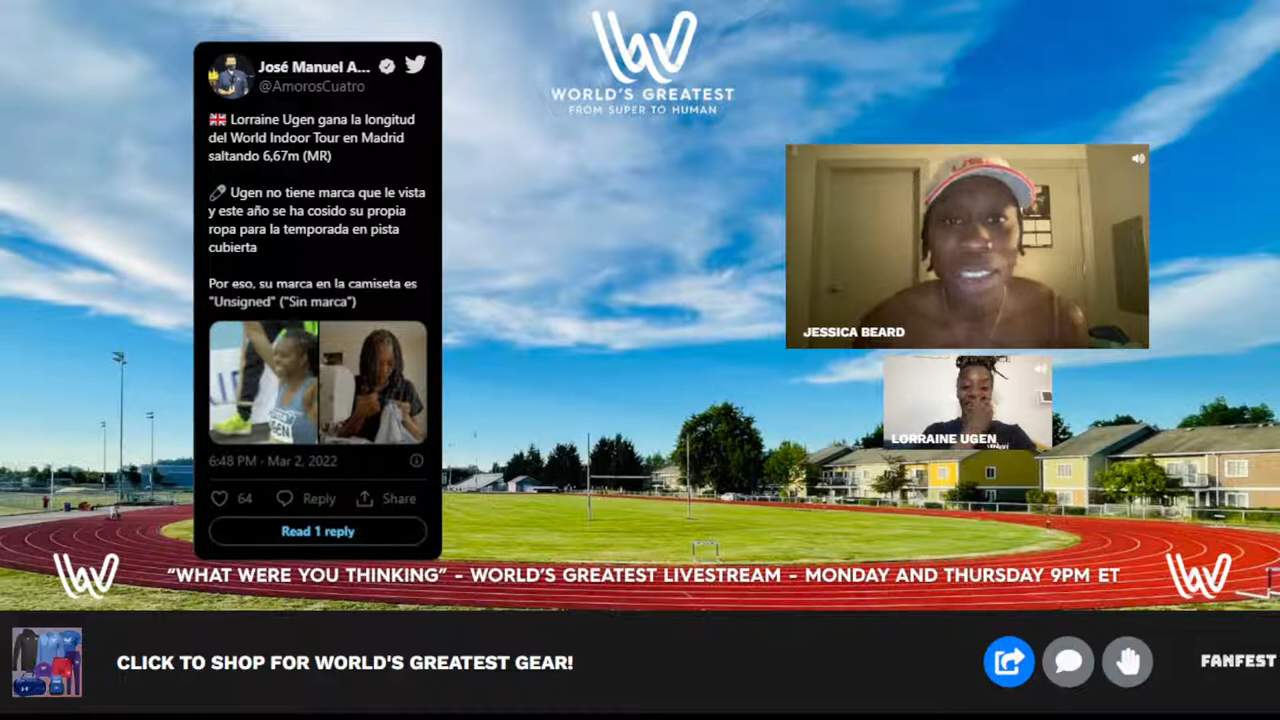 José Manuel A...
@AmorosCuatro
🇬🇧 Lorraine Ugen gana la longitud
del World Indoor Tour en Madrid
saltando 6,67m (MR)
Ugen no tiene marca que le vista
y este año se ha cosido su propia
ropa para la temporada en pista
cubierta
Por eso, su marca en la camiseta es
"Unsigned" ("Sin marca")
6:48 PM · Mar 2, 2022
64 Reply Share
Read 1 reply
WORLD'S GREATEST
FROM SUPER TO HUMAN
JESSICA BEARD
LORRAINE UGEN
"WHAT WERE YOU THINKING" - WORLD'S GREATEST LIVESTREAM - MONDAY AND THURSDAY 9PM ET
CLICK TO SHOP FOR WORLD'S GREATEST GEAR!
FANFEST